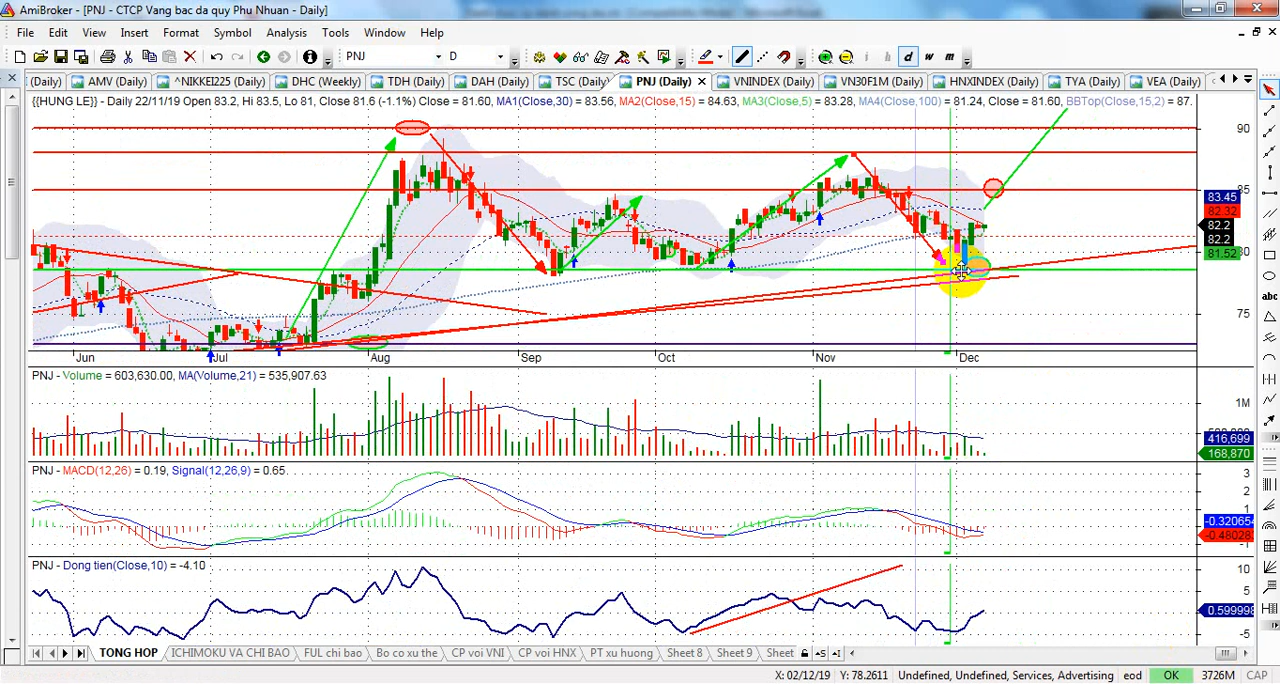 AmiBroker - [PNJ - CTCP Vang bac da quy Phu Nhuan - Daily]
File Edit View Insert Format Symbol Analysis Tools Window Help
PNJ D i d w m
(Daily) AMV (Daily) ^NIKKEI225 (Daily) DHC (Weekly) TDH (Daily) DAH (Daily) TSC (Daily) PNJ (Daily) VNINDEX (Daily) VN30F1M (Daily) HNXINDEX (Daily) TYA (Daily) VEA (Daily)
{{HUNG LE}} - Daily 22/11/19 Open 83.2, Hi 83.5, Lo 81, Close 81.6 (-1.1%) Close = 81.60, MA1(Close,30) = 83.56, MA2(Close,15) = 84.63, MA3(Close,5) = 83.28, MA4(Close,100) = 81.24, Close = 81.60, BBTop(Close,15,2) = 87.
90
85
83.45
82.32
82.2
82.2
81.52
80
75
Jun Jul Aug Sep Oct Nov Dec
PNJ - Volume = 603,630.00, MA(Volume,21) = 535,907.63
1M
416,699
168,870
PNJ - MACD(12,26) = 0.19, Signal(12,26,9) = 0.65
3
2
1
-0.320654
-0.48028
-1
PNJ - Dong tien(Close,10) = -4.10
10
5
0.599998
-5
TONG HOP ICHIMOKU VA CHI BAO FUL chi bao Bo co xu the CP voi VNI CP voi HNX PT xu huong Sheet 8 Sheet 9 Sheet
X: 02/12/19 Y: 78.2611 Undefined, Undefined, Services, Advertising eod OK 3726M CAP
abc